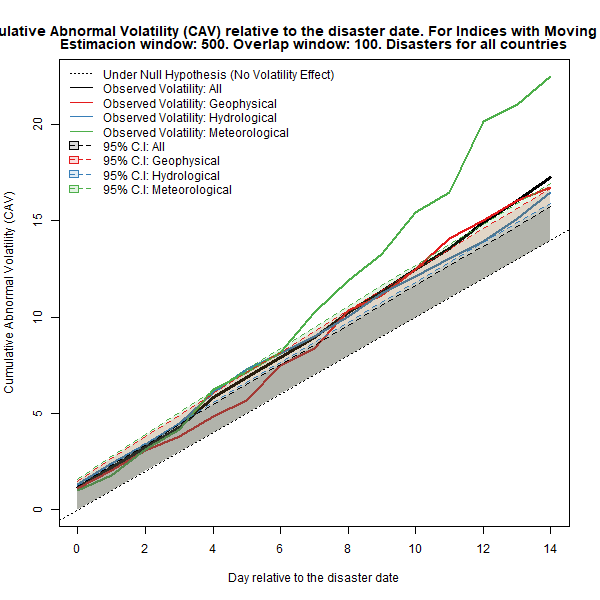 ulative Abnormal Volatility (CAV) relative to the disaster date. For Indices with Moving
Estimacion window: 500. Overlap window: 100. Disasters for all countries
Under Null Hypothesis (No Volatility Effect)
Observed Volatility: All
Observed Volatility: Geophysical
Observed Volatility: Hydrological
Observed Volatility: Meteorological
95% C.I: All
95% C.I: Geophysical
95% C.I: Hydrological
95% C.I: Meteorological
Cumulative Abnormal Volatility (CAV)
20
15
10
5
0
0 2 4 6 8 10 12 14
Day relative to the disaster date